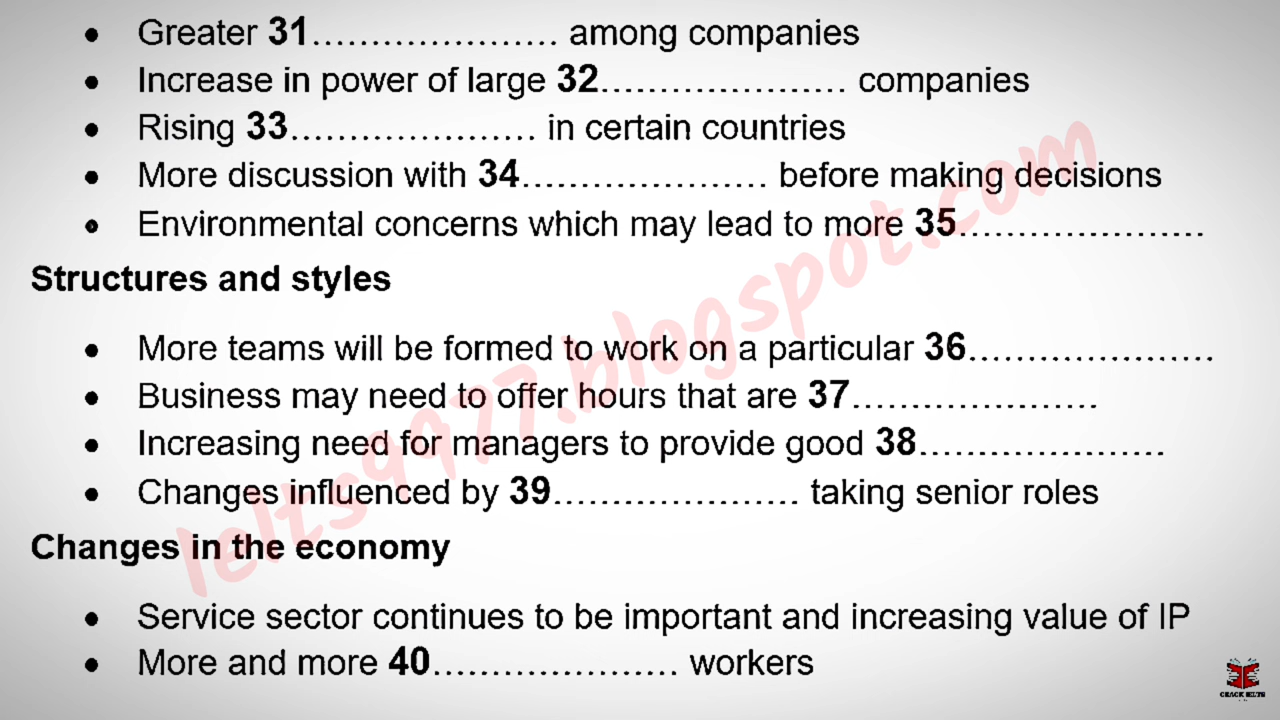 • Greater 31..................... among companies
• Increase in power of large 32..................... companies
• Rising 33..................... in certain countries
• More discussion with 34..................... before making decisions
• Environmental concerns which may lead to more 35.....................
Structures and styles
• More teams will be formed to work on a particular 36.....................
• Business may need to offer hours that are 37.....................
• Increasing need for managers to provide good 38.....................
• Changes influenced by 39..................... taking senior roles
Changes in the economy
• Service sector continues to be important and increasing value of IP
• More and more 40..................... workers
Ielts9977.blogspot.com
CRACK IELTS